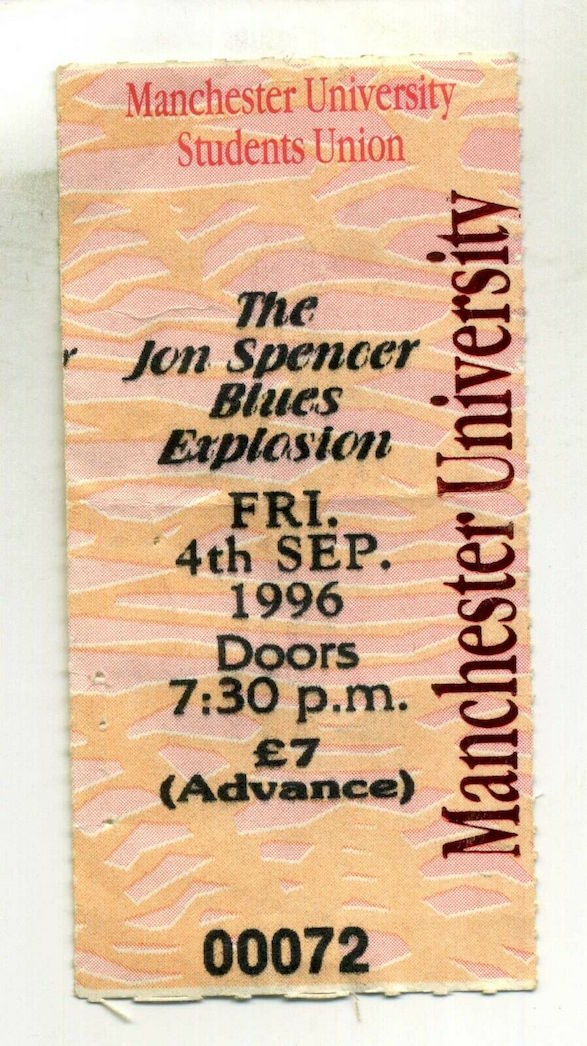 Manchester University
Students Union
The
Jon Spencer
Blues
Explosion
FRI.
4th SEP.
1996
Doors
7:30 p.m.
£7
(Advance)
00072
Manchester University
r